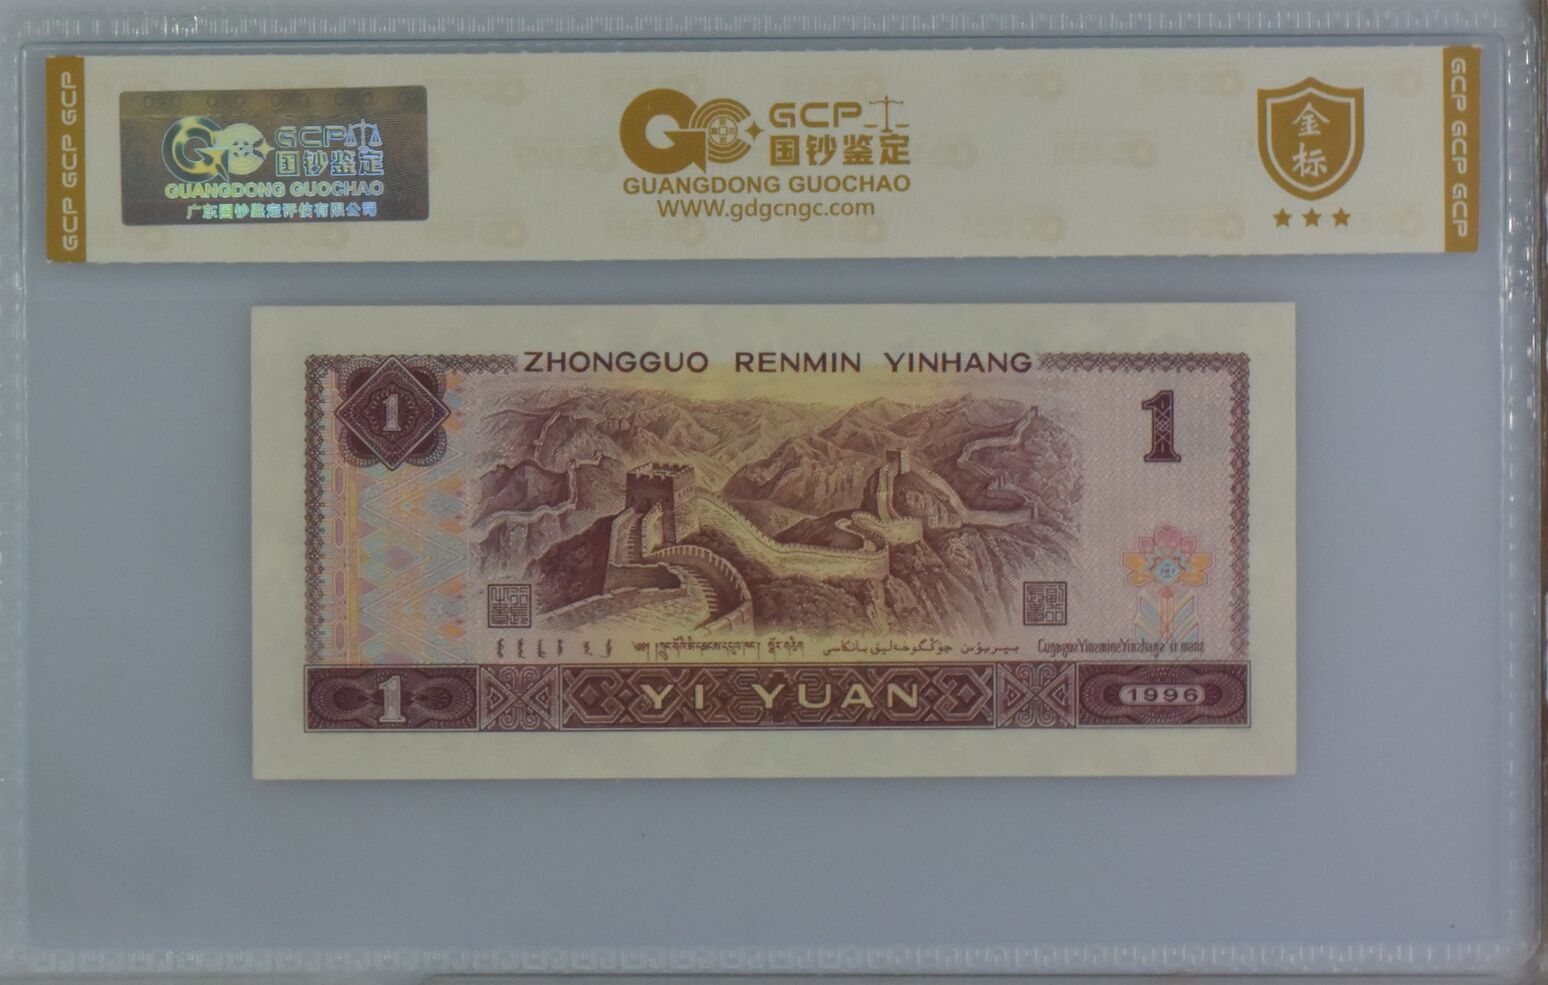 GCP GCP GCP
GCP
国钞鉴定
GUANGDONG GUOCHAO
广东国钞鉴定评估有限公司
GCP
国钞鉴定
GUANGDONG GUOCHAO
WWW.gdgcngc.com
金标
GCP GCP GCP
ZHONGGUO RENMIN YINHANG
1
1
1
YI YUAN
1996